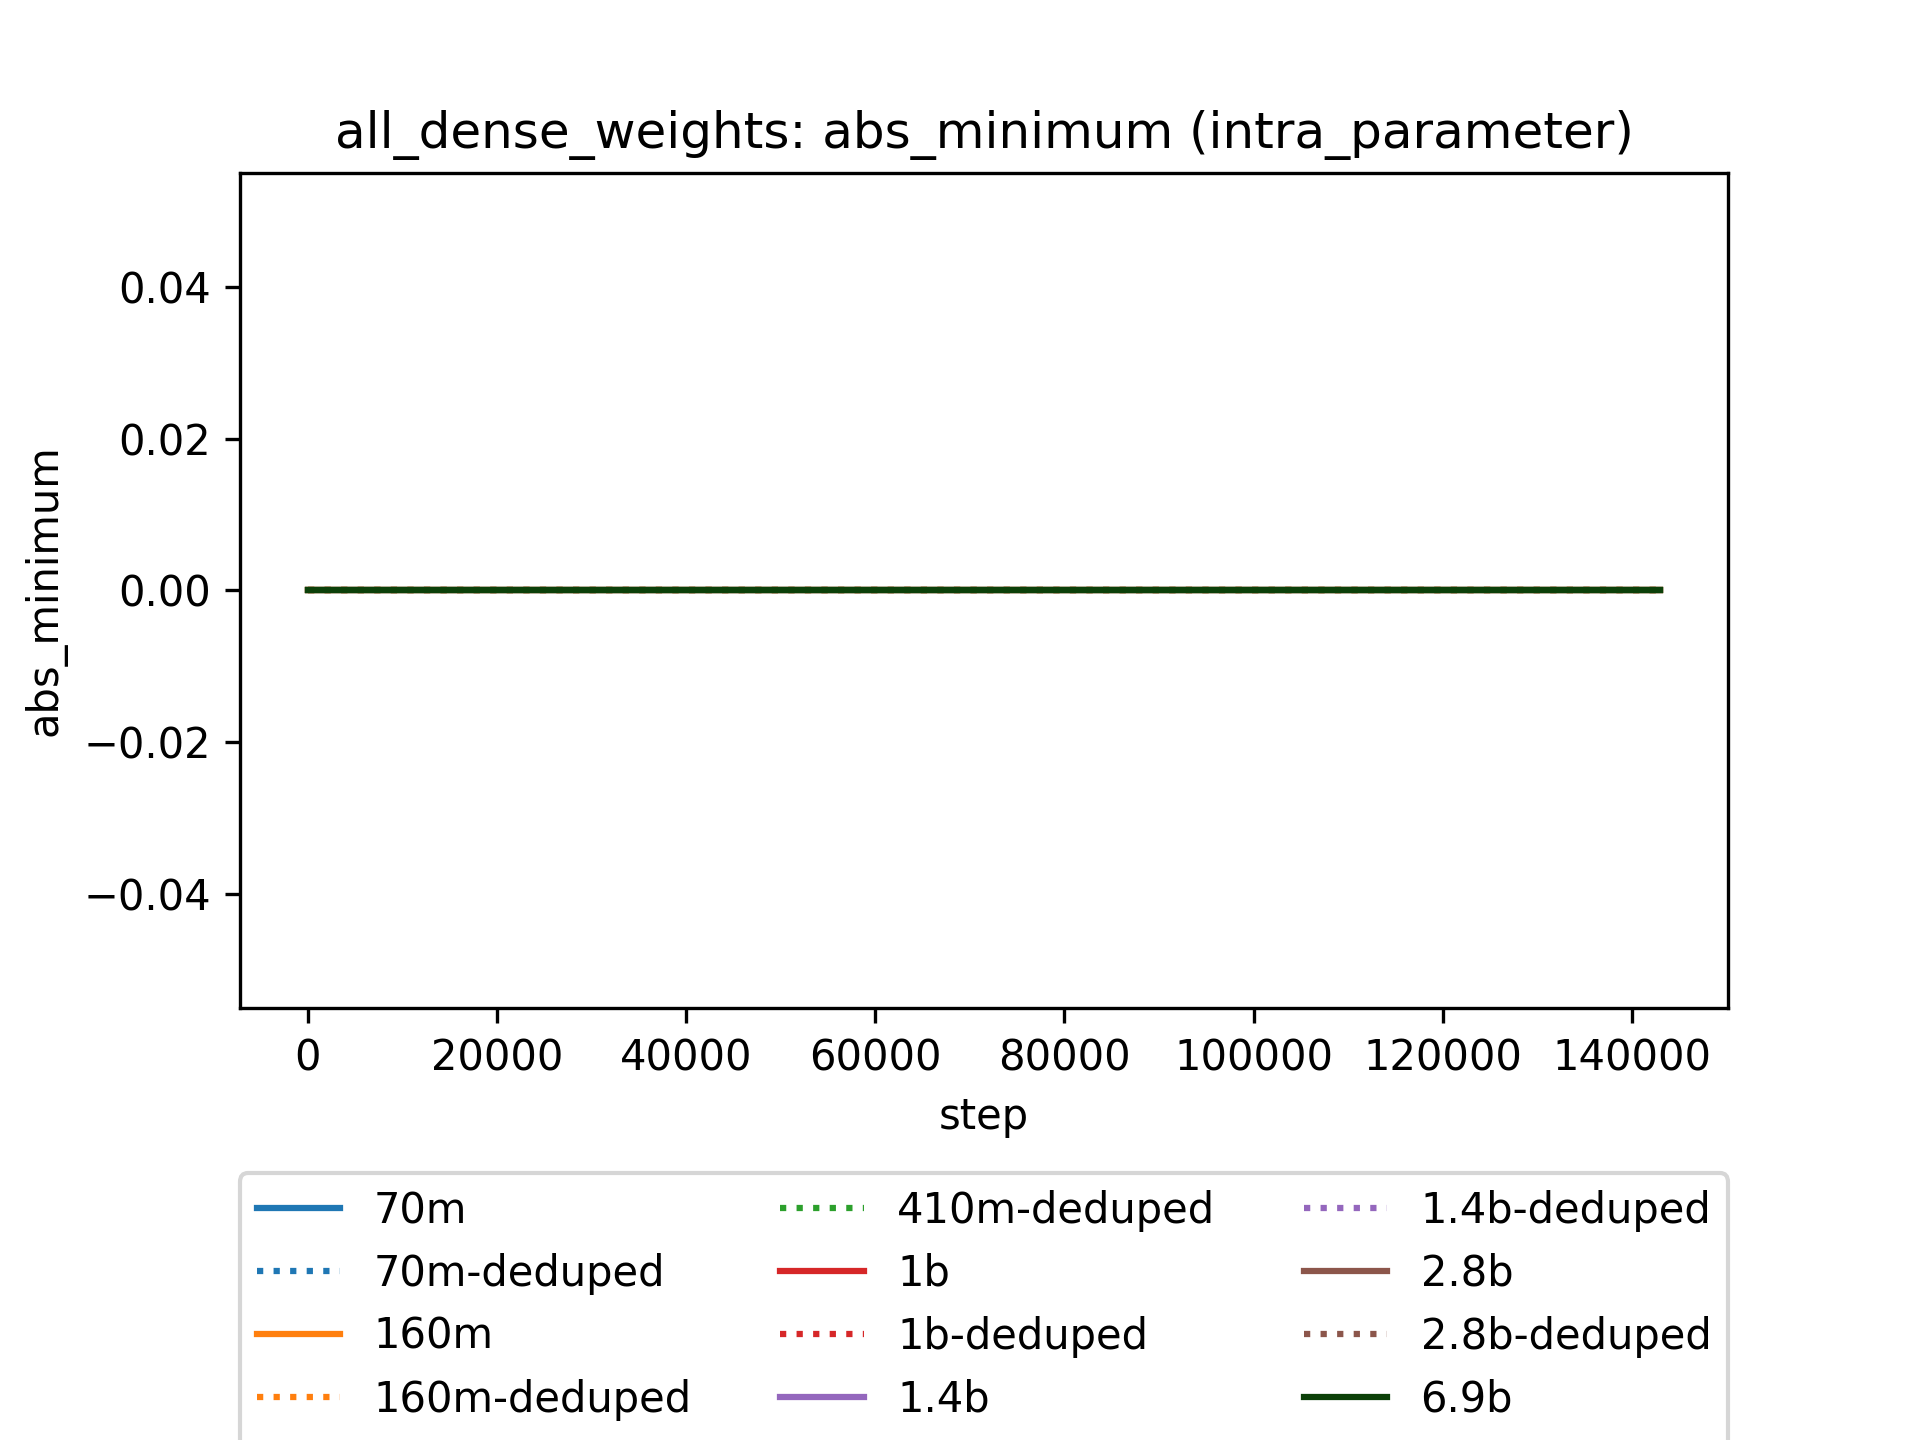 all_dense_weights: abs_minimum (intra_parameter)
abs_minimum
0.04
0.02
0.00
−0.02
−0.04
0 20000 40000 60000 80000 100000 120000 140000
step
70m
70m-deduped
160m
160m-deduped
410m-deduped
1b
1b-deduped
1.4b
1.4b-deduped
2.8b
2.8b-deduped
6.9b